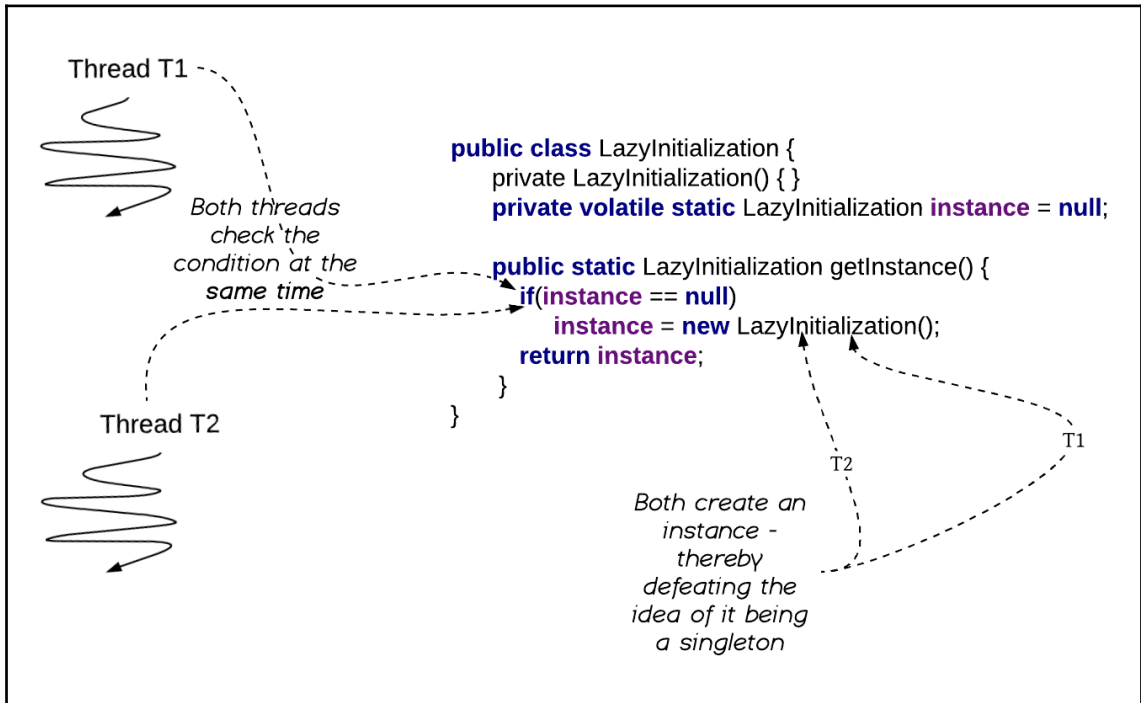 Thread T1
Both threads
check the
condition at the
same time
Thread T2
public class LazyInitialization {
private LazyInitialization() { }
private volatile static LazyInitialization instance = null;
public static LazyInitialization getInstance() {
if(instance == null)
instance = new LazyInitialization();
return instance;
}
}
T1
T2
Both create an
instance -
thereby
defeating the
idea of it being
a singleton